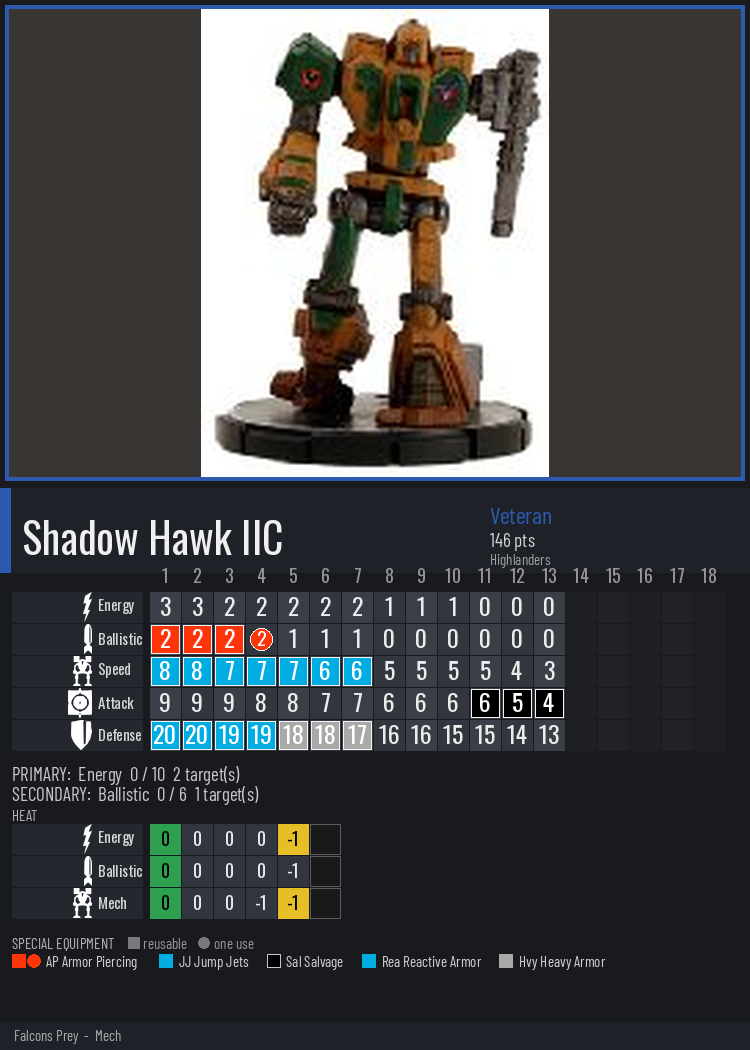 Shadow Hawk IIC
Veteran
146 pts
Highlanders
1 2 3 4 5 6 7 8 9 10 11 12 13 14 15 16 17 18
Energy 3 3 2 2 2 2 2 1 1 1 0 0 0
Ballistic 2 2 2 2 1 1 1 0 0 0 0 0 0
Speed 8 8 7 7 7 6 6 5 5 5 5 4 3
Attack 9 9 9 8 8 7 7 6 6 6 6 5 4
Defense 20 20 19 19 18 18 17 16 16 15 15 14 13
PRIMARY: Energy 0 / 10 2 target(s)
SECONDARY: Ballistic 0 / 6 1 target(s)
HEAT
Energy 0 0 0 0 -1
Ballistic 0 0 0 0 -1
Mech 0 0 0 -1 -1
SPECIAL EQUIPMENT reusable one use
AP Armor Piercing JJ Jump Jets Sal Salvage Rea Reactive Armor Hvy Heavy Armor
Falcons Prey - Mech